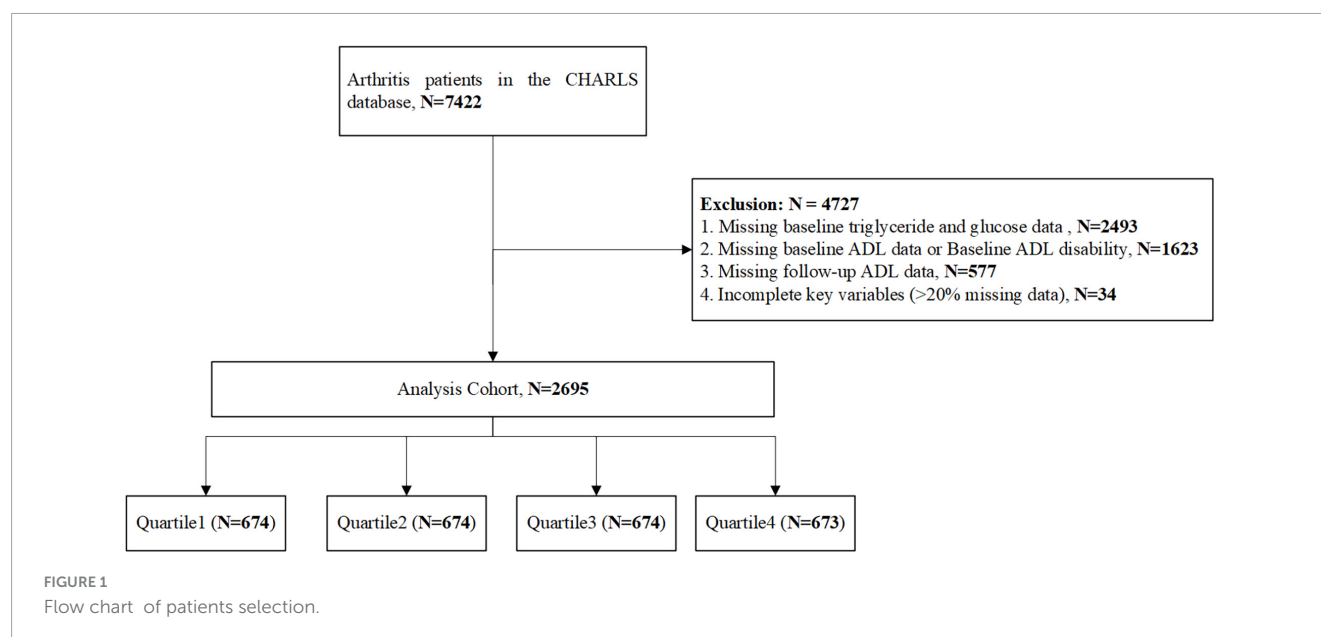 Arthritis patients in the CHARLS
database, N=7422
Exclusion: N = 4727
1. Missing baseline triglyceride and glucose data , N=2493
2. Missing baseline ADL data or Baseline ADL disability, N=1623
3. Missing follow-up ADL data, N=577
4. Incomplete key variables (>20% missing data), N=34
Analysis Cohort, N=2695
Quartile1 (N=674)
Quartile2 (N=674)
Quartile3 (N=674)
Quartile4 (N=673)
FIGURE 1
Flow chart of patients selection.